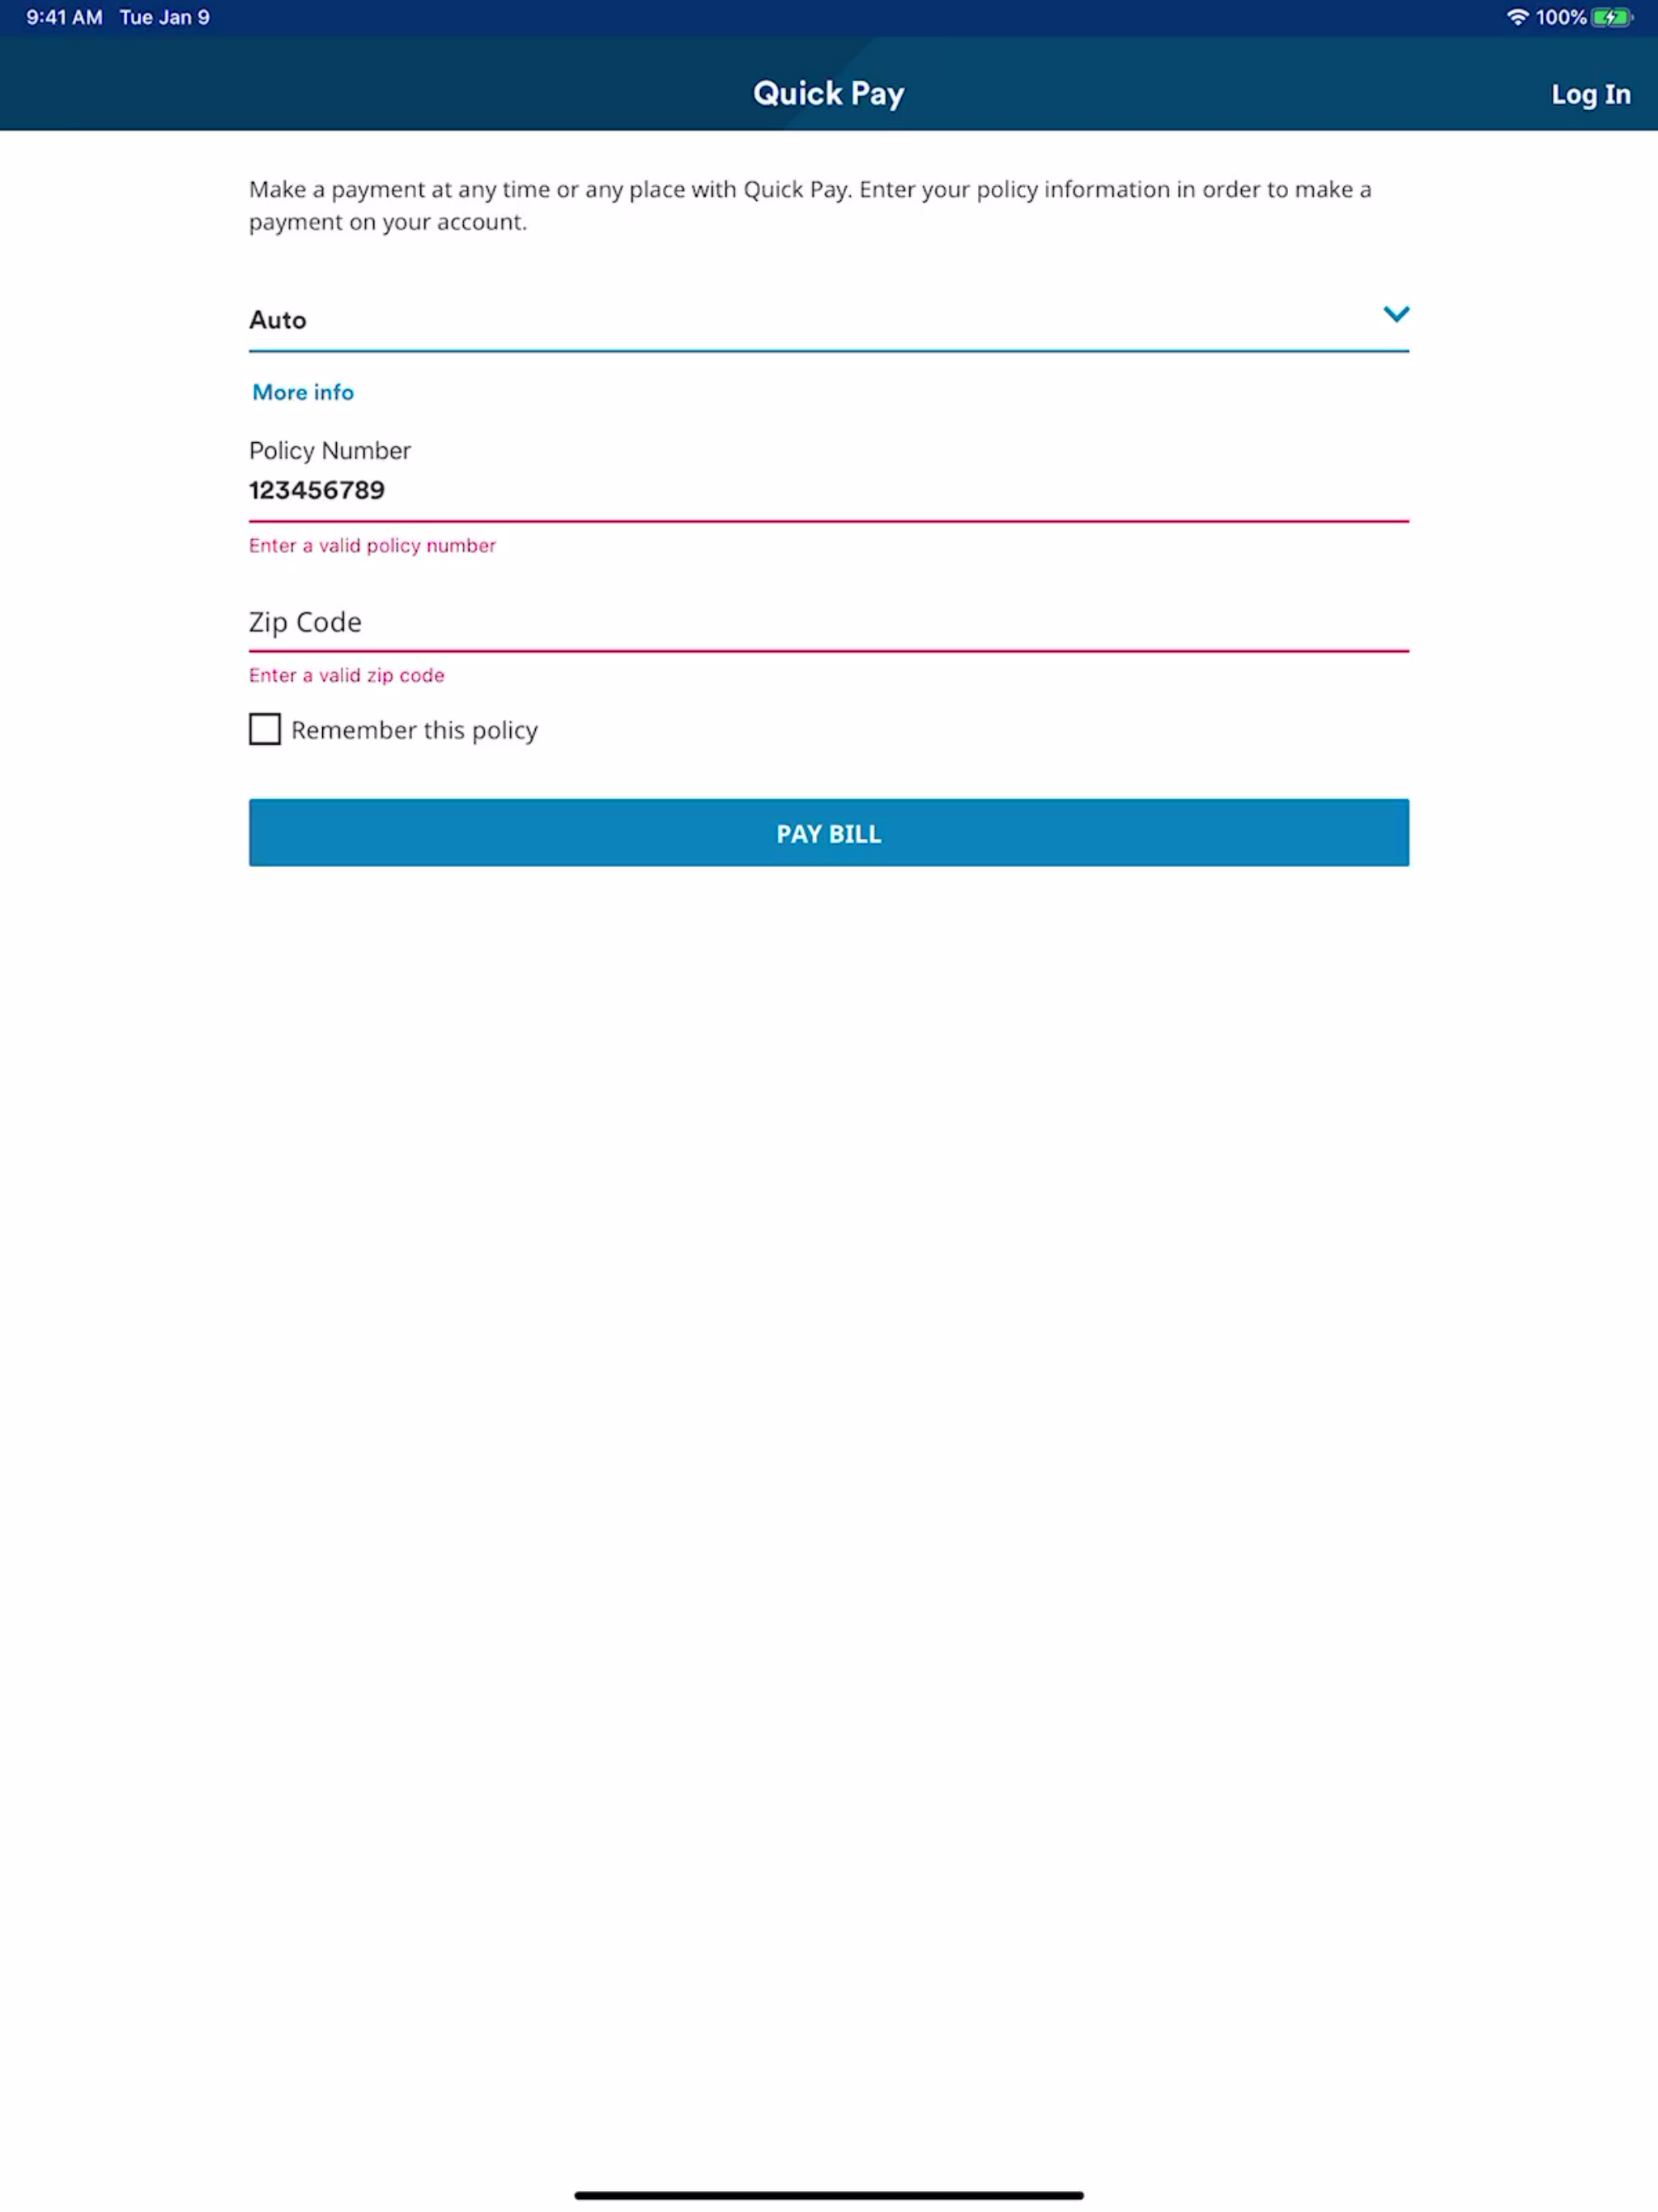 9:41 AM Tue Jan 9
100%
Quick Pay
Log In
Make a payment at any time or any place with Quick Pay. Enter your policy information in order to make a
payment on your account.
Auto
More info
Policy Number
123456789
Enter a valid policy number
Zip Code
Enter a valid zip code
Remember this policy
PAY BILL